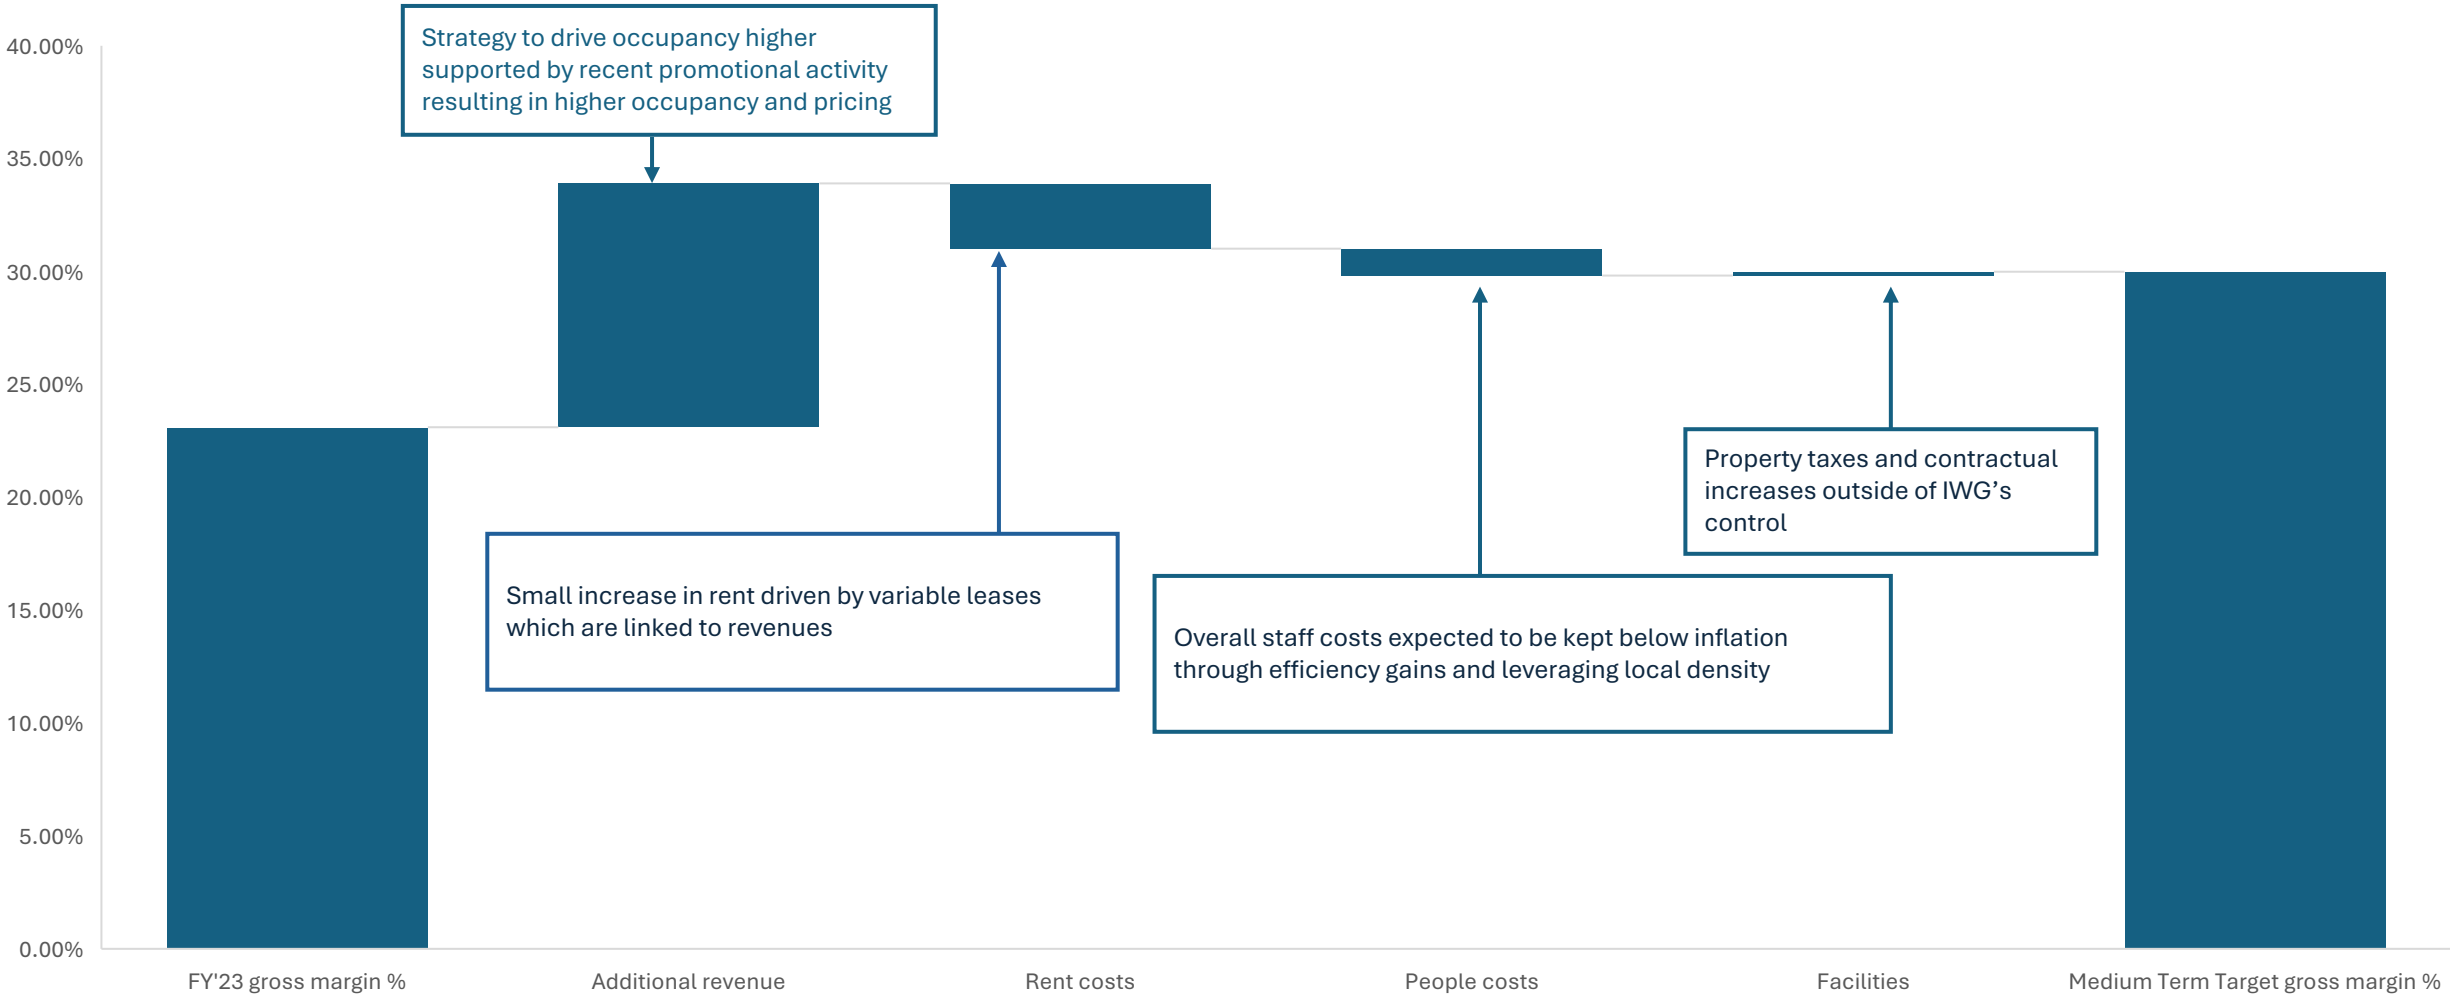 Strategy to drive occupancy higher
supported by recent promotional activity
resulting in higher occupancy and pricing
40.00%
35.00%
30.00%
25.00%
20.00%
15.00%
10.00%
5.00%
0.00%
Small increase in rent driven by variable leases
which are linked to revenues
Overall staff costs expected to be kept below inflation
through efficiency gains and leveraging local density
Property taxes and contractual
increases outside of IWG’s
control
FY'23 gross margin %
Additional revenue
Rent costs
People costs
Facilities
Medium Term Target gross margin %